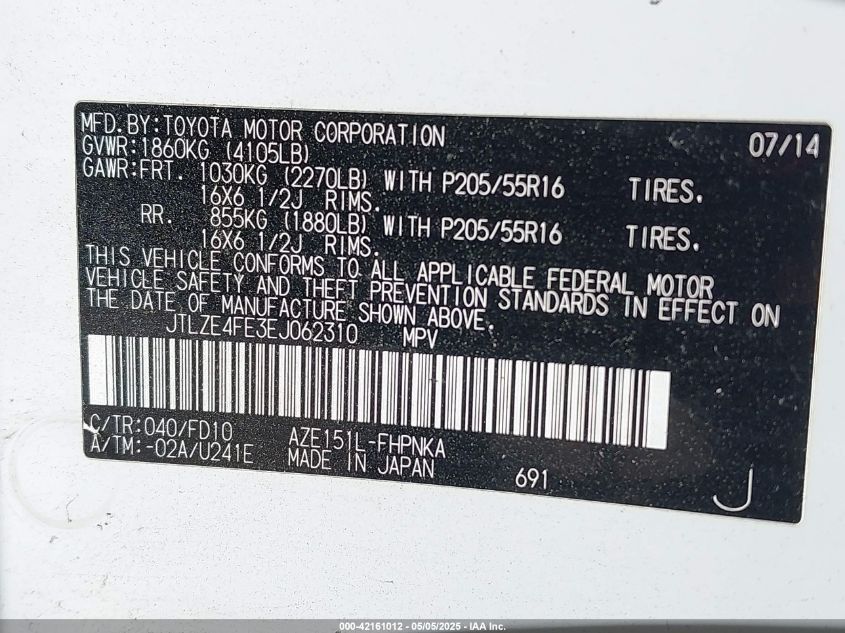 MFD.BY:TOYOTA MOTOR CORPORATION 07/14
GVWR:1860KG (4105LB)
GAWR:FRT. 1030KG (2270LB) WITH P205/55R16 TIRES.
16X6 1/2J RIMS.
RR. 855KG (1880LB) WITH P205/55R16 TIRES.
16X6 1/2J RIMS.
THIS VEHICLE CONFORMS TO ALL APPLICABLE FEDERAL MOTOR
VEHICLE SAFETY AND THEFT PREVENTION STANDARDS IN EFFECT ON
THE DATE OF MANUFACTURE SHOWN ABOVE.
JTLZE4FE3EJ062310 MPV
C/TR:040/FD10 AZE151L-FHPNKA
A/TM:-02A/U241E MADE IN JAPAN
691 J
000-42161012 - 05/05/2025 - IAA Inc.